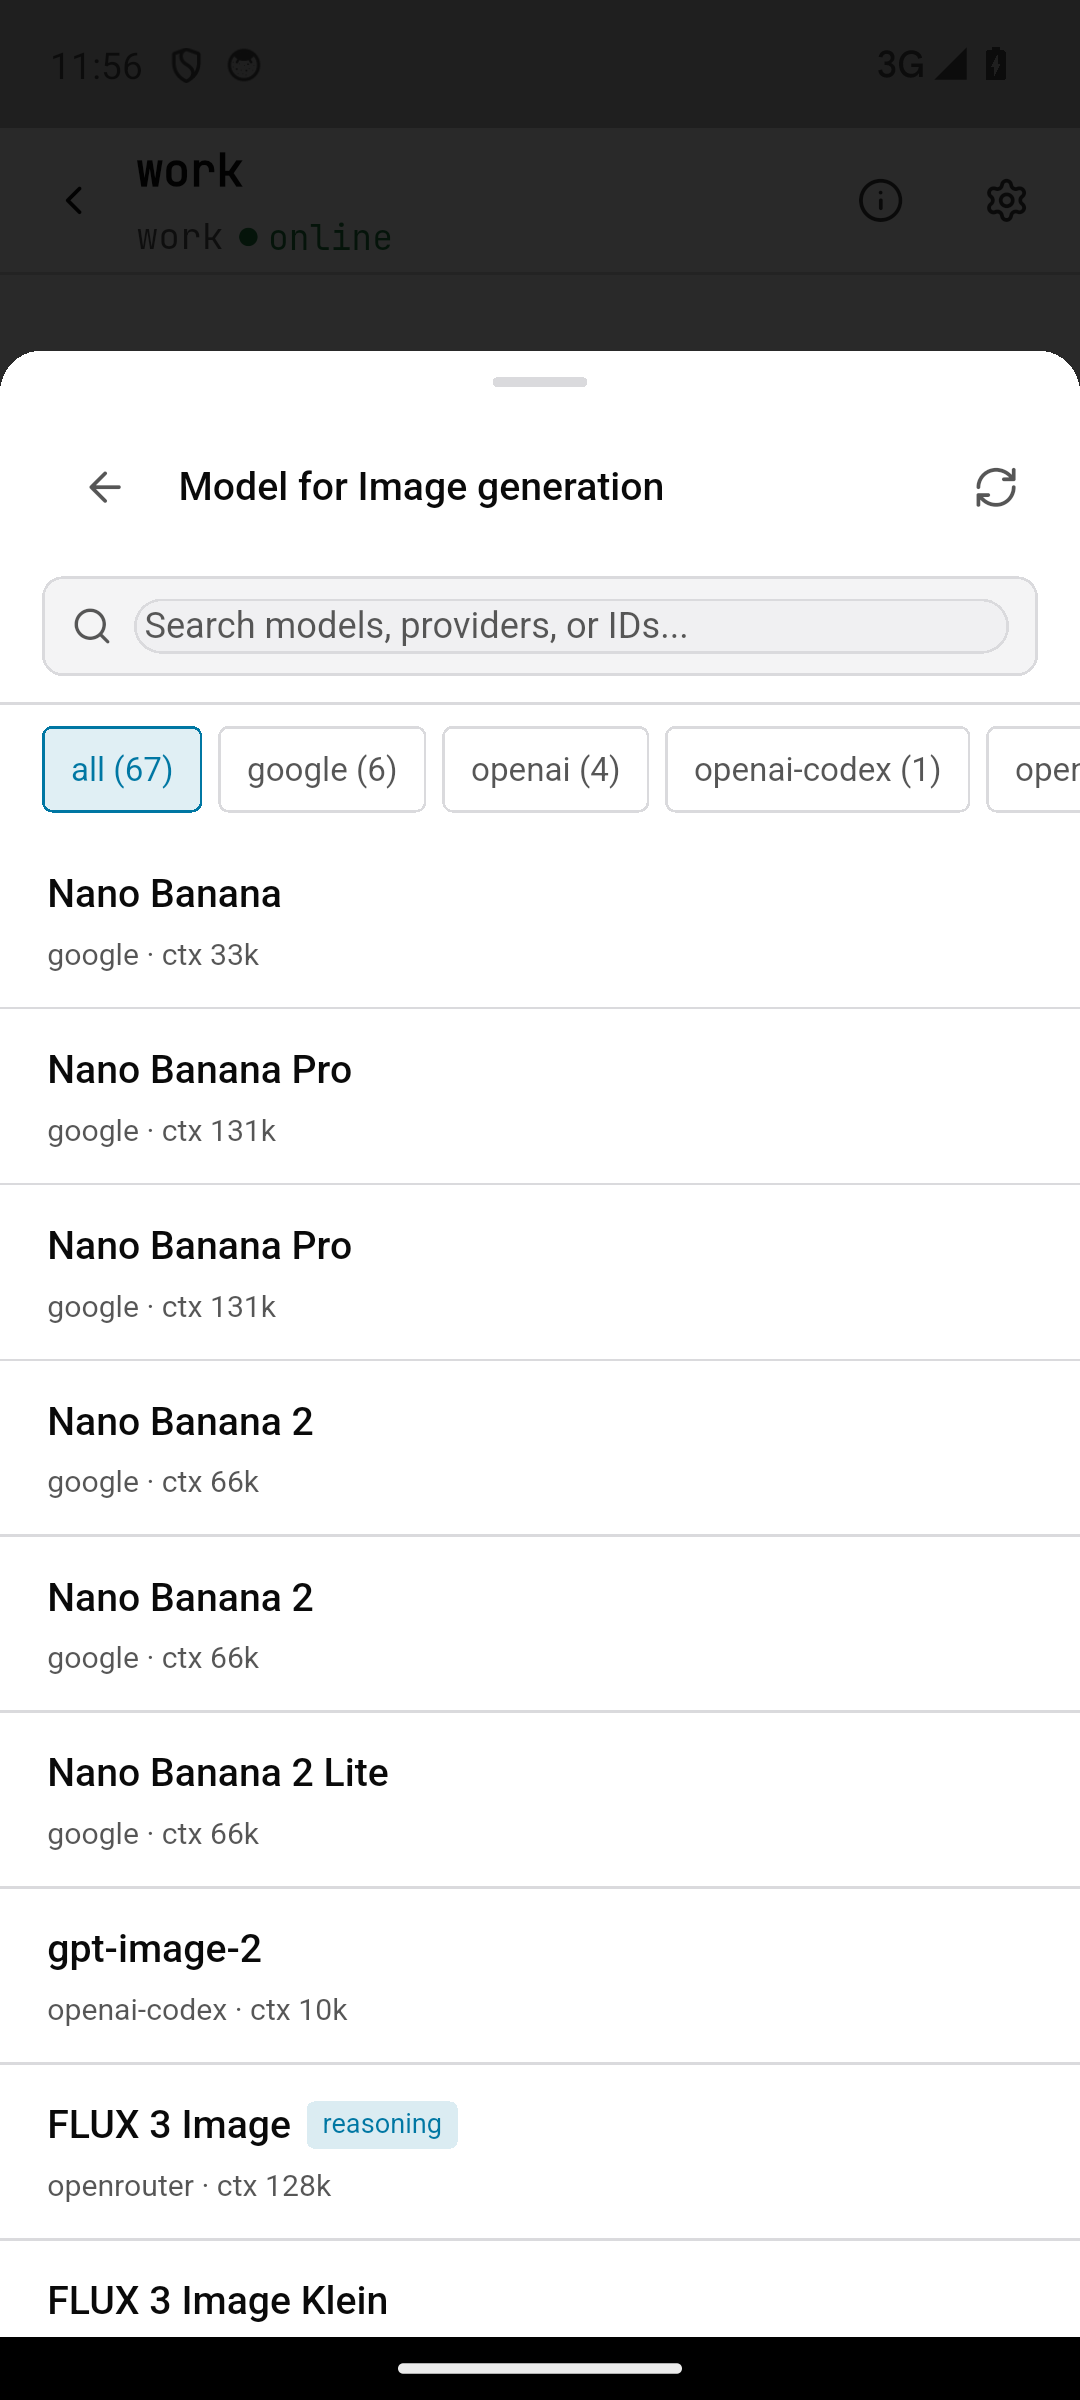 11:56
3G
work
work ● online
Model for Image generation
Search models, providers, or IDs...
all (67)
google (6)
openai (4)
openai-codex (1)
Nano Banana
google · ctx 33k
Nano Banana Pro
google · ctx 131k
Nano Banana Pro
google · ctx 131k
Nano Banana 2
google · ctx 66k
Nano Banana 2
google · ctx 66k
Nano Banana 2 Lite
google · ctx 66k
gpt-image-2
openai-codex · ctx 10k
FLUX 3 Image reasoning
openrouter · ctx 128k
FLUX 3 Image Klein